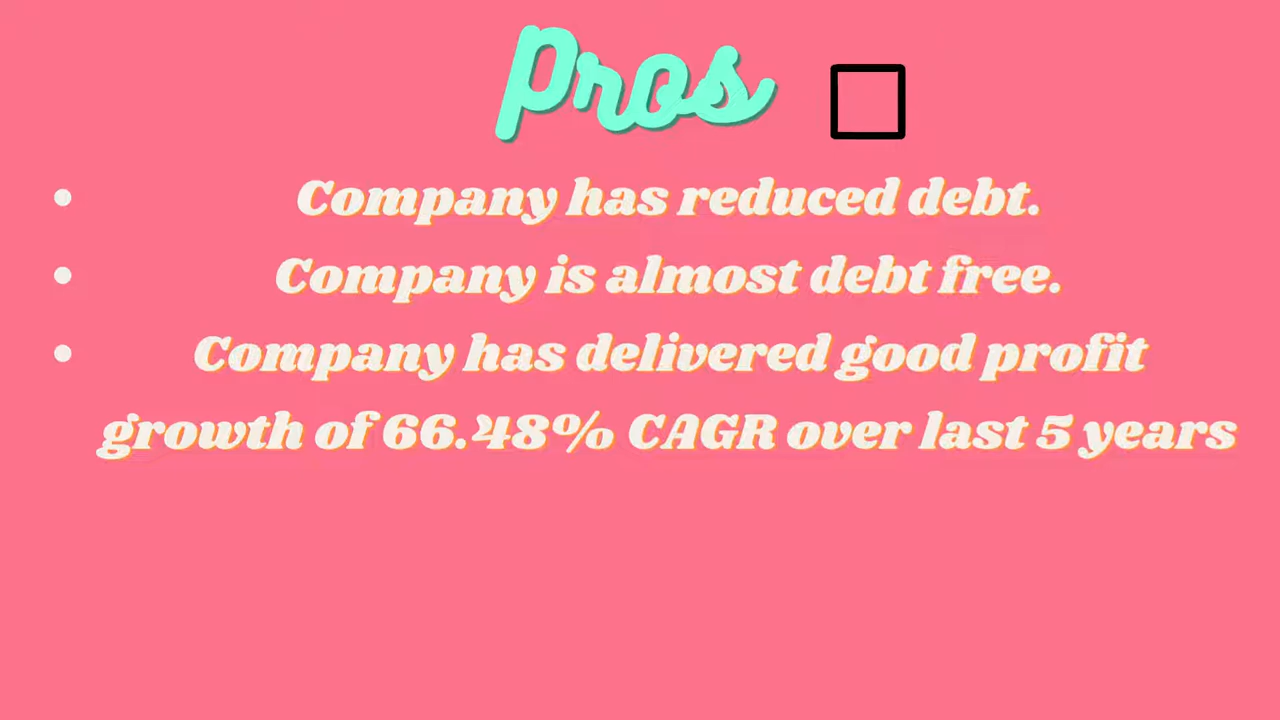 Pros
Company has reduced debt.
Company is almost debt free.
Company has delivered good profit
growth of 66.48% CAGR over last 5 years